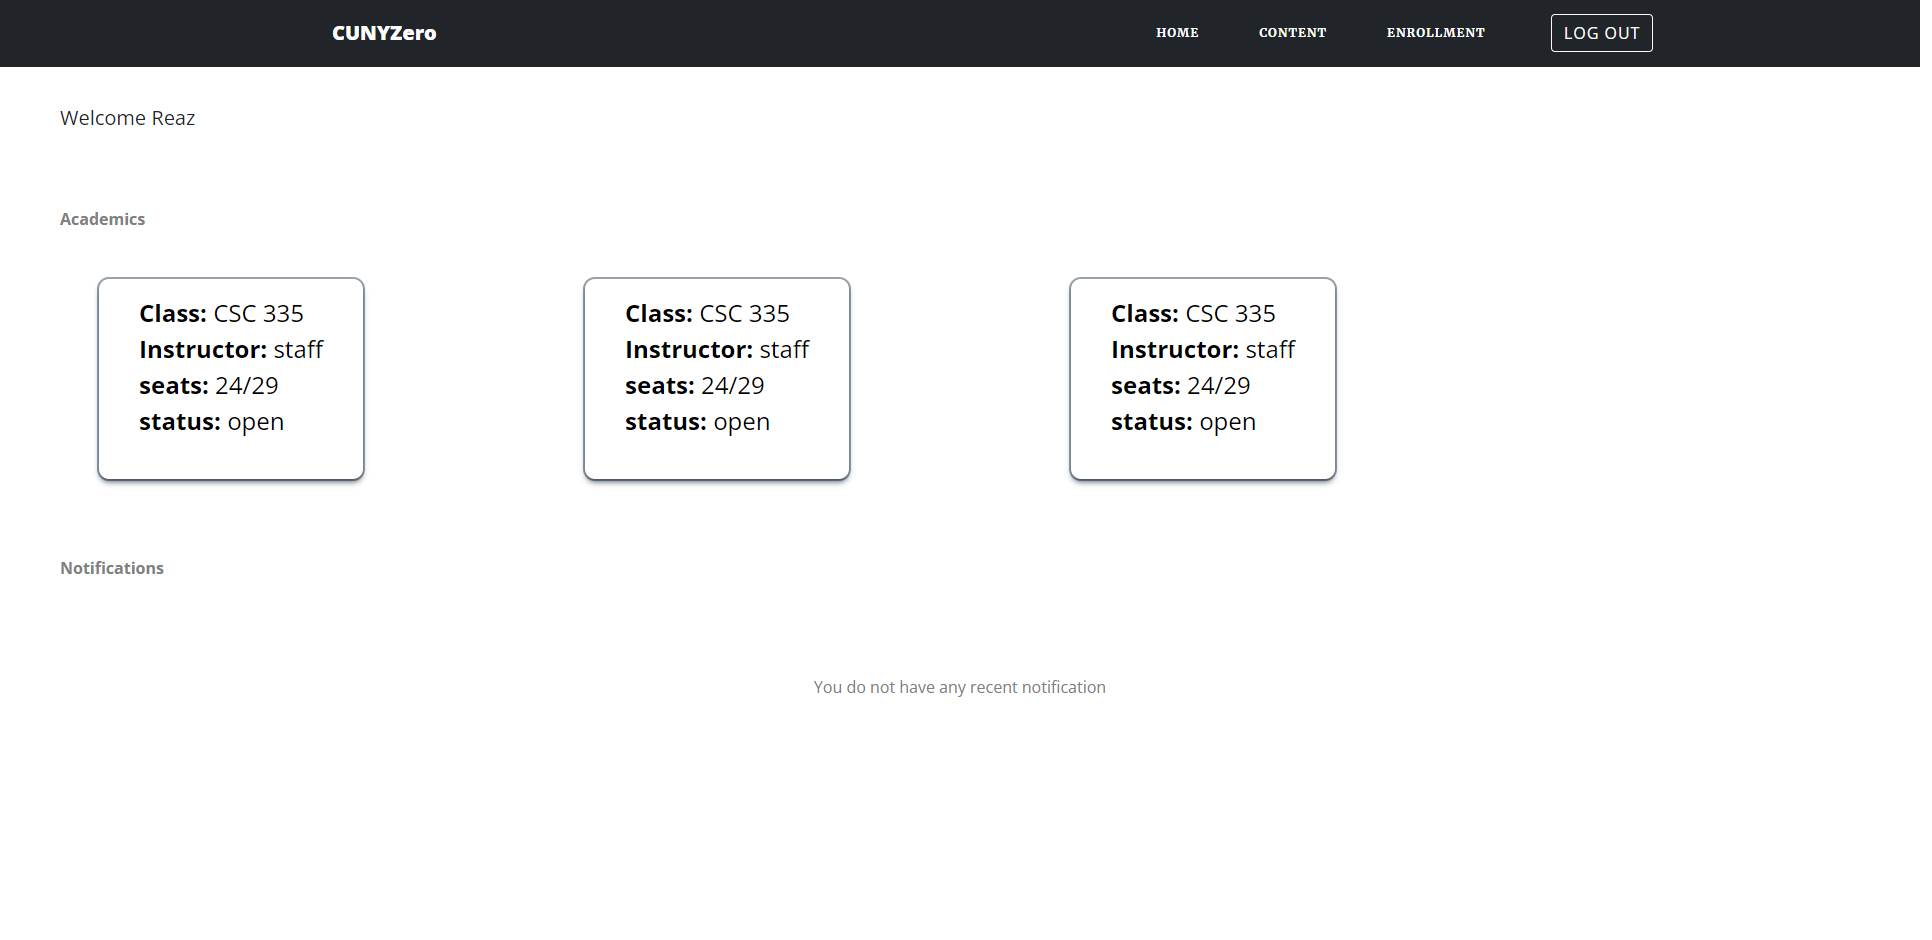 CUNYZero
HOME
CONTENT
ENROLLMENT
LOG OUT
Welcome Reaz
Academics
Class: CSC 335
Instructor: staff
seats: 24/29
status: open
Class: CSC 335
Instructor: staff
seats: 24/29
status: open
Class: CSC 335
Instructor: staff
seats: 24/29
status: open
Notifications
You do not have any recent notification